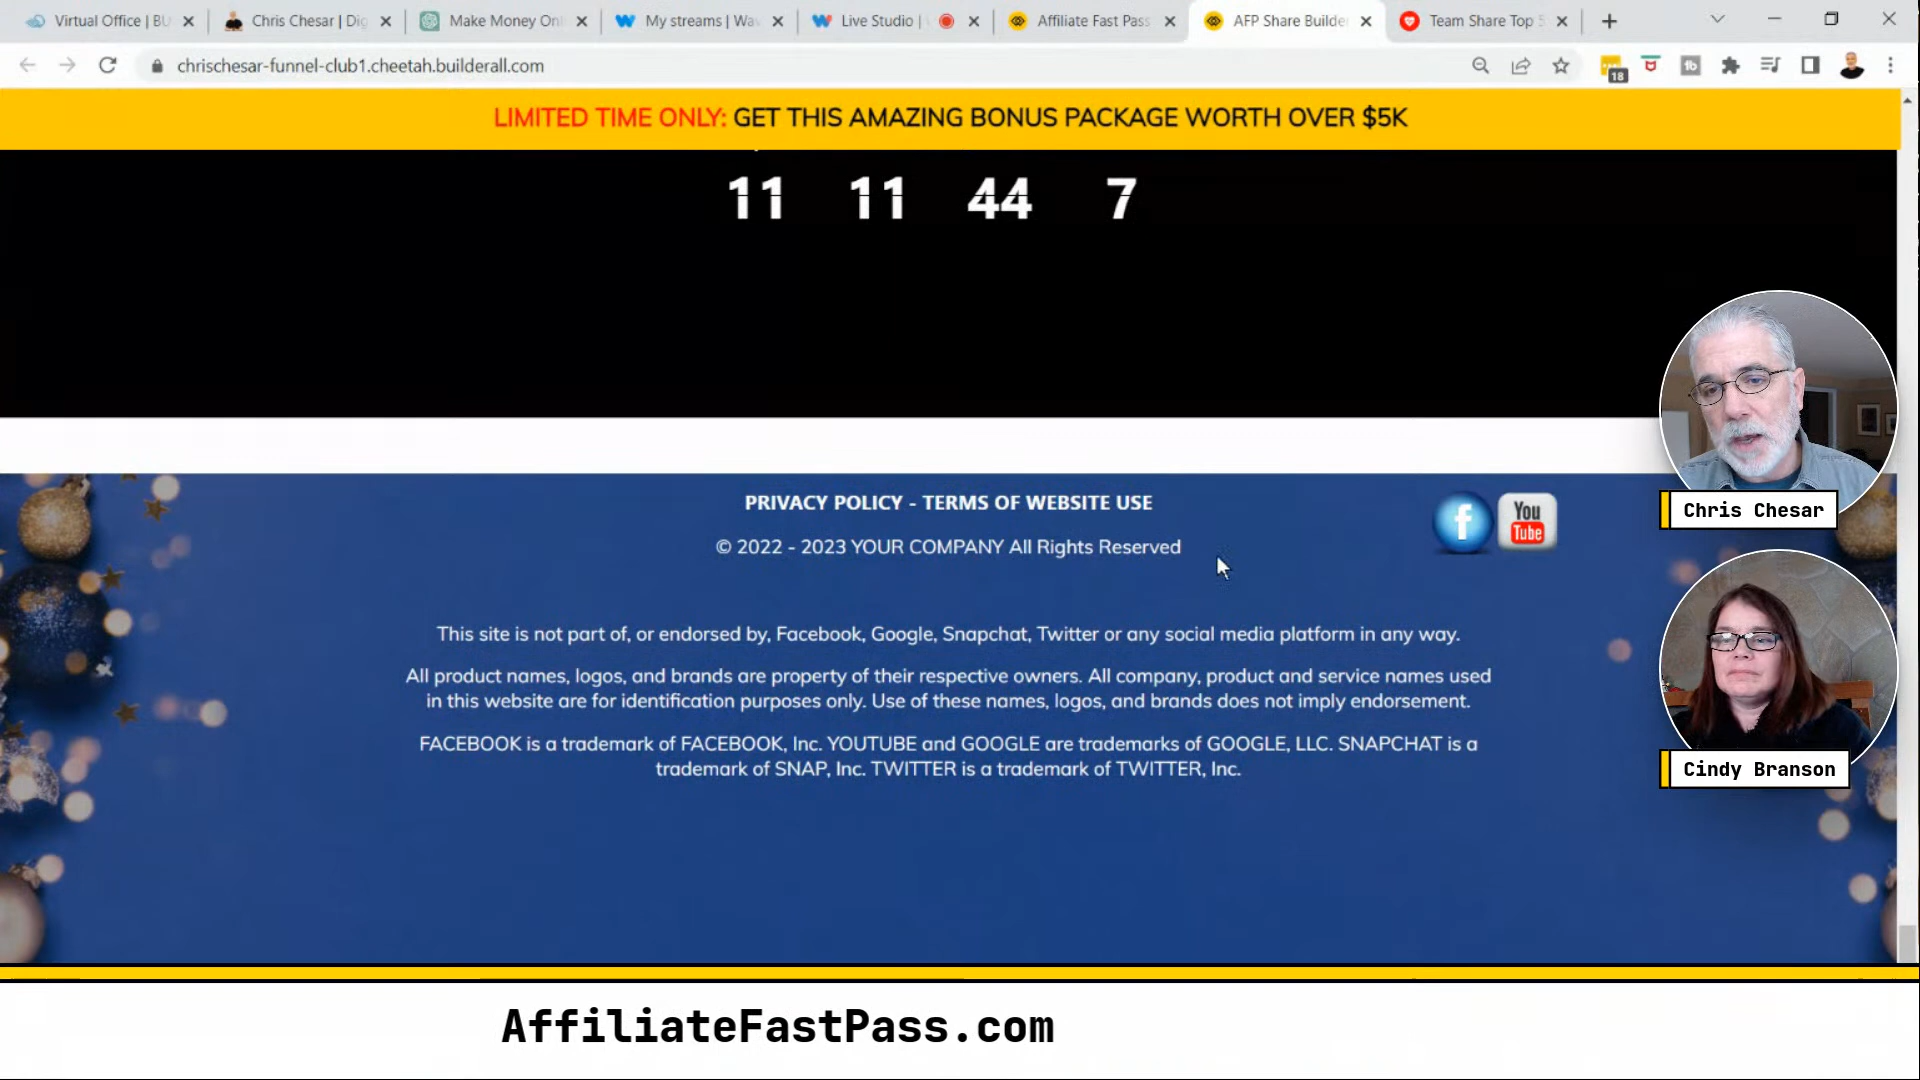 Virtual Office | BU
Chris Chesar | Dig
Make Money Onl
My streams | Wav
Live Studio |
Affiliate Fast Pass
AFP Share Builde
Team Share Top 5
chrischesar-funnel-club1.cheetah.builderall.com
18
LIMITED TIME ONLY: GET THIS AMAZING BONUS PACKAGE WORTH OVER $5K
11 11 44 7
PRIVACY POLICY - TERMS OF WEBSITE USE
© 2022 - 2023 YOUR COMPANY All Rights Reserved
f
You
Tube
Chris Chesar
This site is not part of, or endorsed by, Facebook, Google, Snapchat, Twitter or any social media platform in any way.
All product names, logos, and brands are property of their respective owners. All company, product and service names used
in this website are for identification purposes only. Use of these names, logos, and brands does not imply endorsement.
FACEBOOK is a trademark of FACEBOOK, Inc. YOUTUBE and GOOGLE are trademarks of GOOGLE, LLC. SNAPCHAT is a
trademark of SNAP, Inc. TWITTER is a trademark of TWITTER, Inc.
Cindy Branson
AffiliateFastPass.com